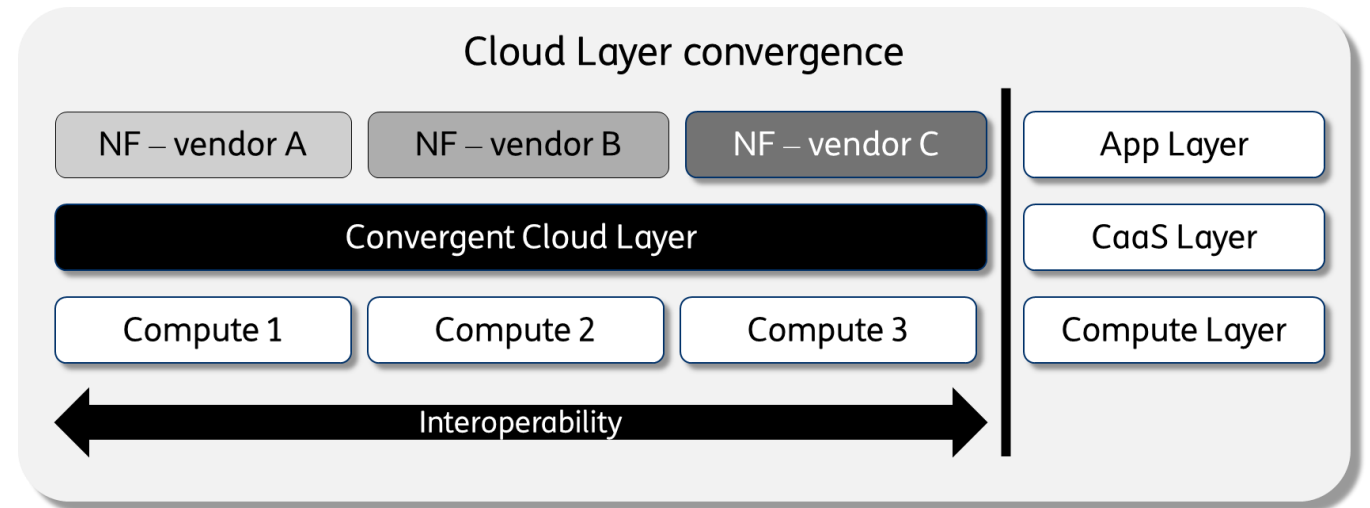 Cloud Layer convergence
NF – vendor A
NF – vendor B
NF – vendor C
App Layer
Convergent Cloud Layer
CaaS Layer
Compute 1
Compute 2
Compute 3
Compute Layer
Interoperability